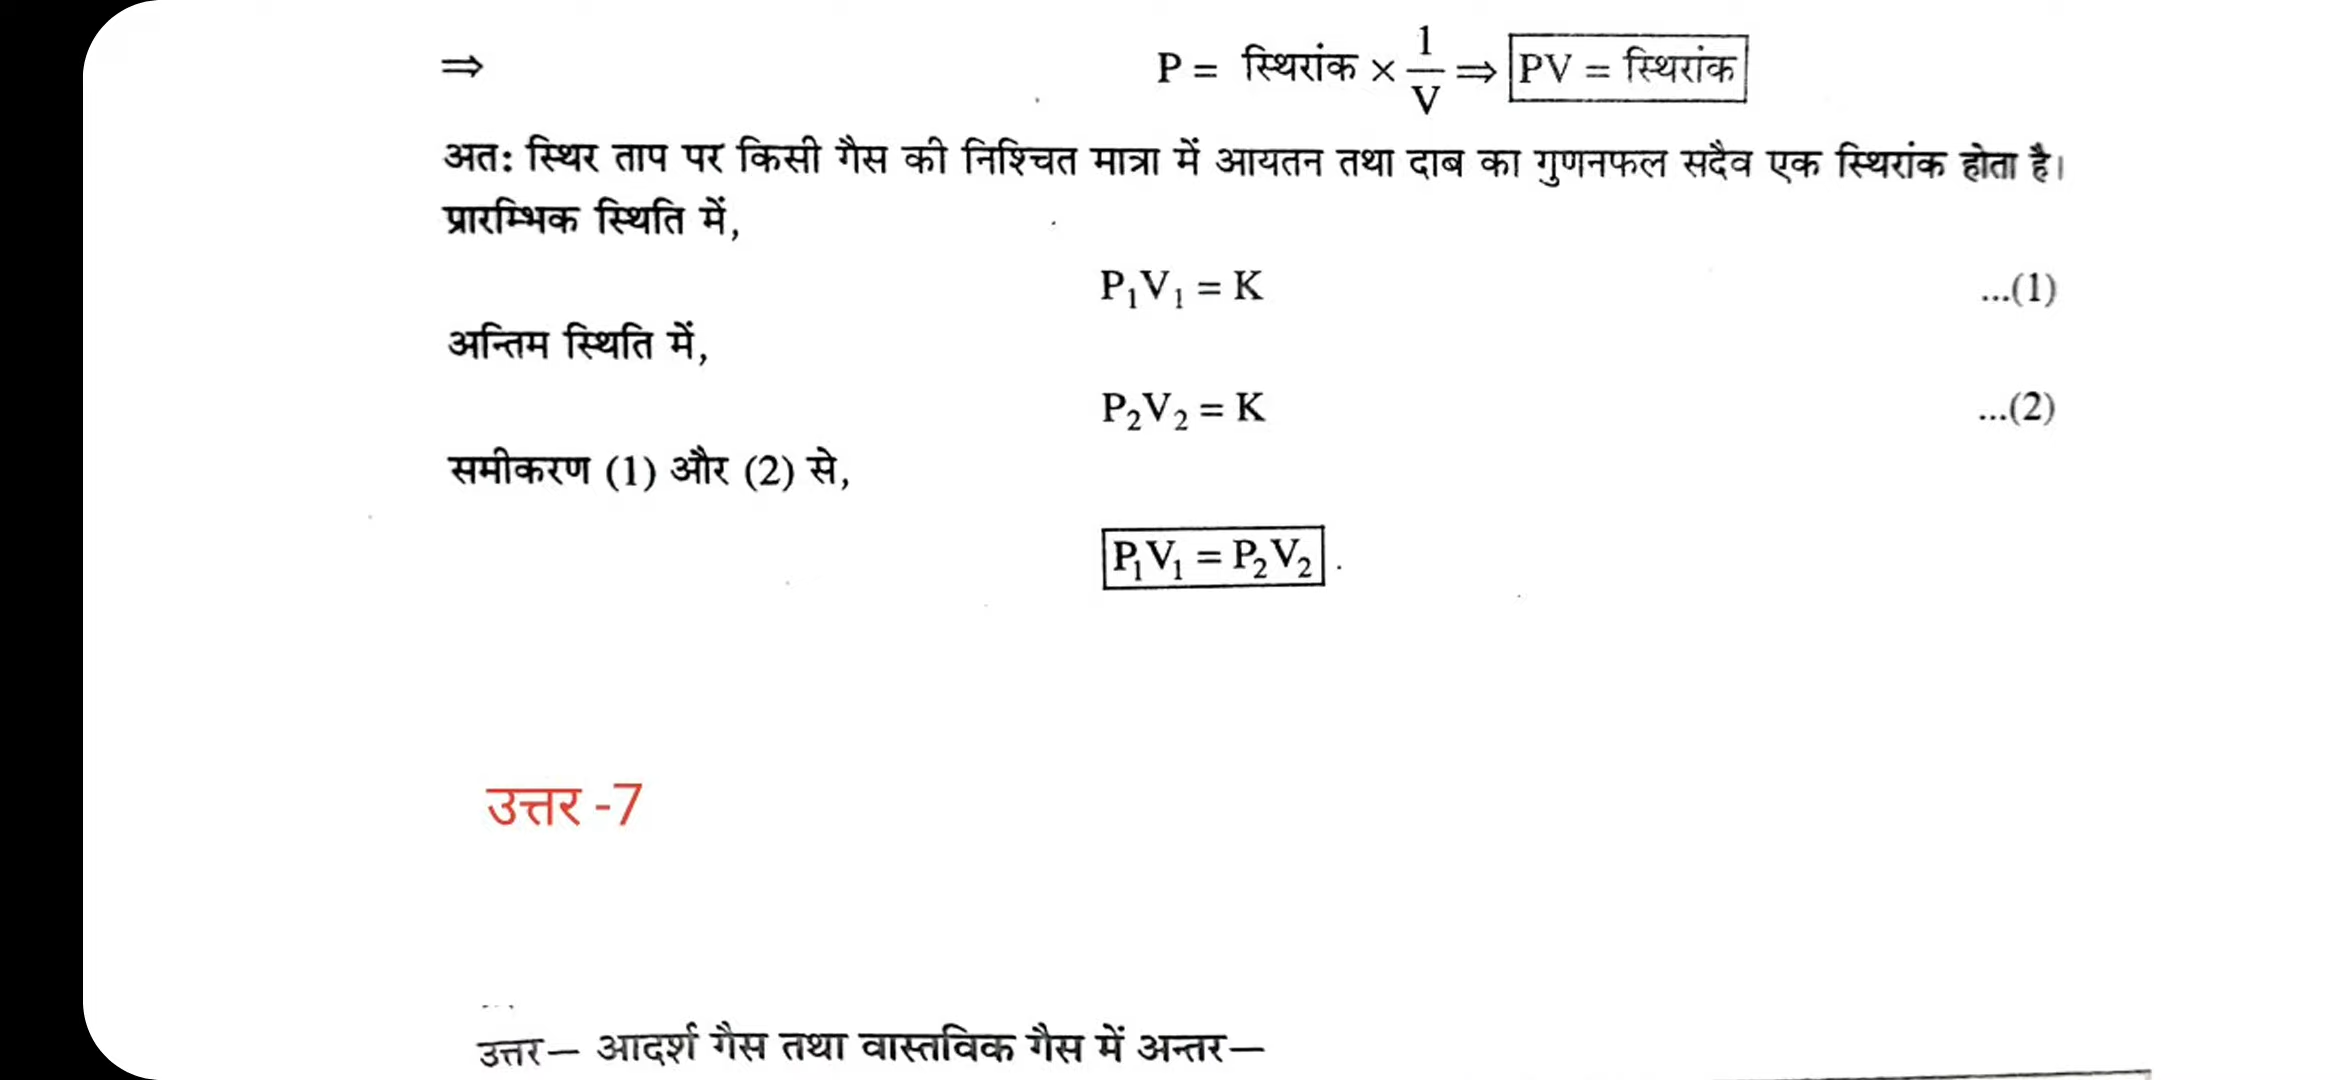 ⇒ P = स्थिरांक × 1/V ⇒ PV = स्थिरांक
अतः स्थिर ताप पर किसी गैस की निश्चित मात्रा में आयतन तथा दाब का गुणनफल सदैव एक स्थिरांक होता है।
प्रारम्भिक स्थिति में,
P₁V₁ = K ...(1)
अन्तिम स्थिति में,
P₂V₂ = K ...(2)
समीकरण (1) और (2) से,
P₁V₁ = P₂V₂ .
उत्तर -7
उत्तर— आदर्श गैस तथा वास्तविक गैस में अन्तर—